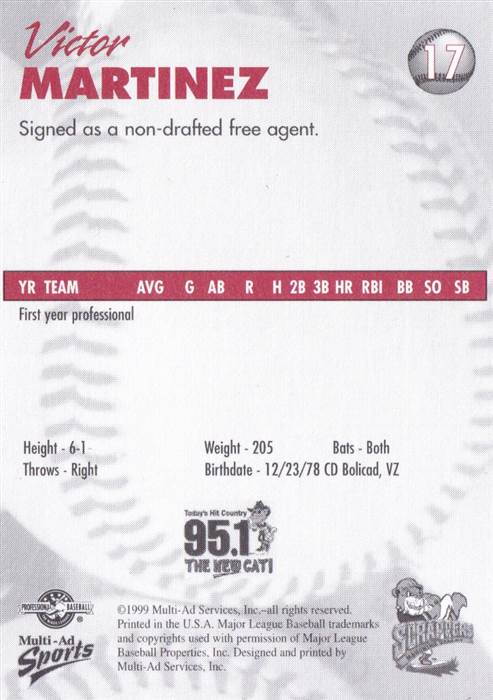 Victor
MARTINEZ
17
Signed as a non-drafted free agent.
YR TEAM AVG G AB R H 2B 3B HR RBI BB SO SB
First year professional
Height - 6-1 Weight - 205 Bats - Both
Throws - Right Birthdate - 12/23/78 CD Bolicad, VZ
Today's Hit Country
95.1
THE NEW CAT!
PROFESSIONAL BASEBALL
Multi-Ad
Sports
©1999 Multi-Ad Services, Inc.–all rights reserved.
Printed in the U.S.A. Major League Baseball trademarks
and copyrights used with permission of Major League
Baseball Properties, Inc. Designed and printed by
Multi-Ad Services, Inc.
SCRAPPERS